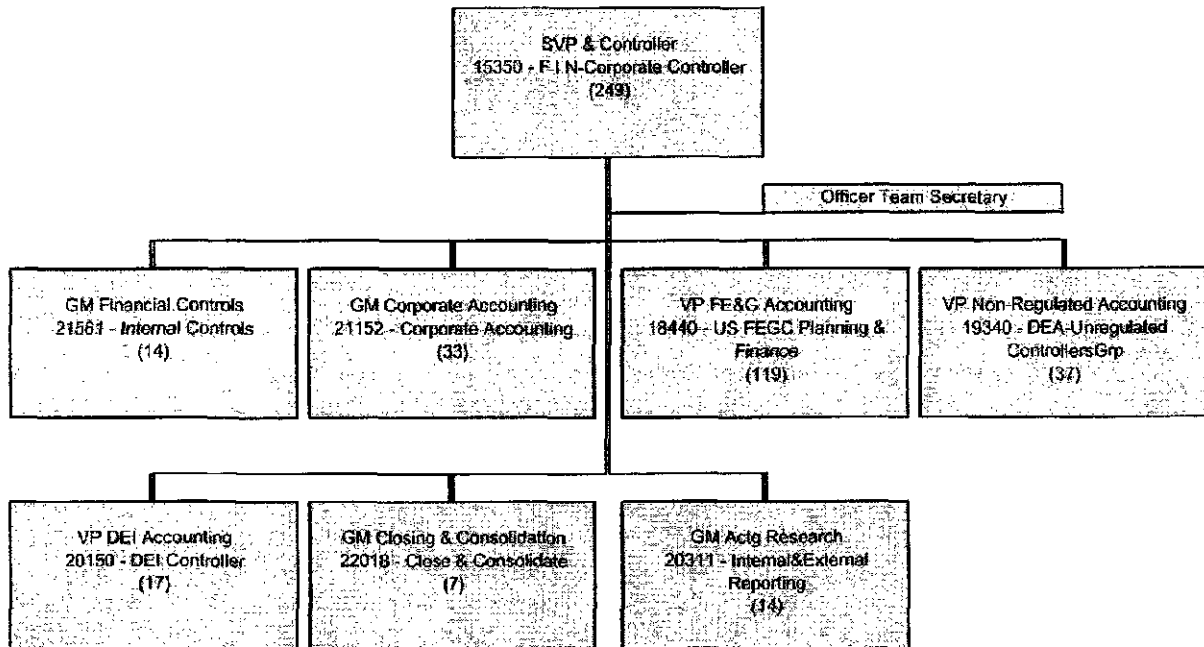 SVP & Controller
15350 - F I N-Corporate Controller
(249)
Officer Team Secretary
GM Financial Controls
21561 - Internal Controls
(14)
GM Corporate Accounting
21152 - Corporate Accounting
(33)
VP FE&G Accounting
18440 - US FEGC Planning &
Finance
(119)
VP Non-Regulated Accounting
19340 - DEA-Unregulated
ControllersGrp
(37)
VP DEI Accounting
20150 - DEI Controller
(17)
GM Closing & Consolidation
22018 - Close & Consolidate
(7)
GM Actg Research
20311 - Internal&External
Reporting
(14)